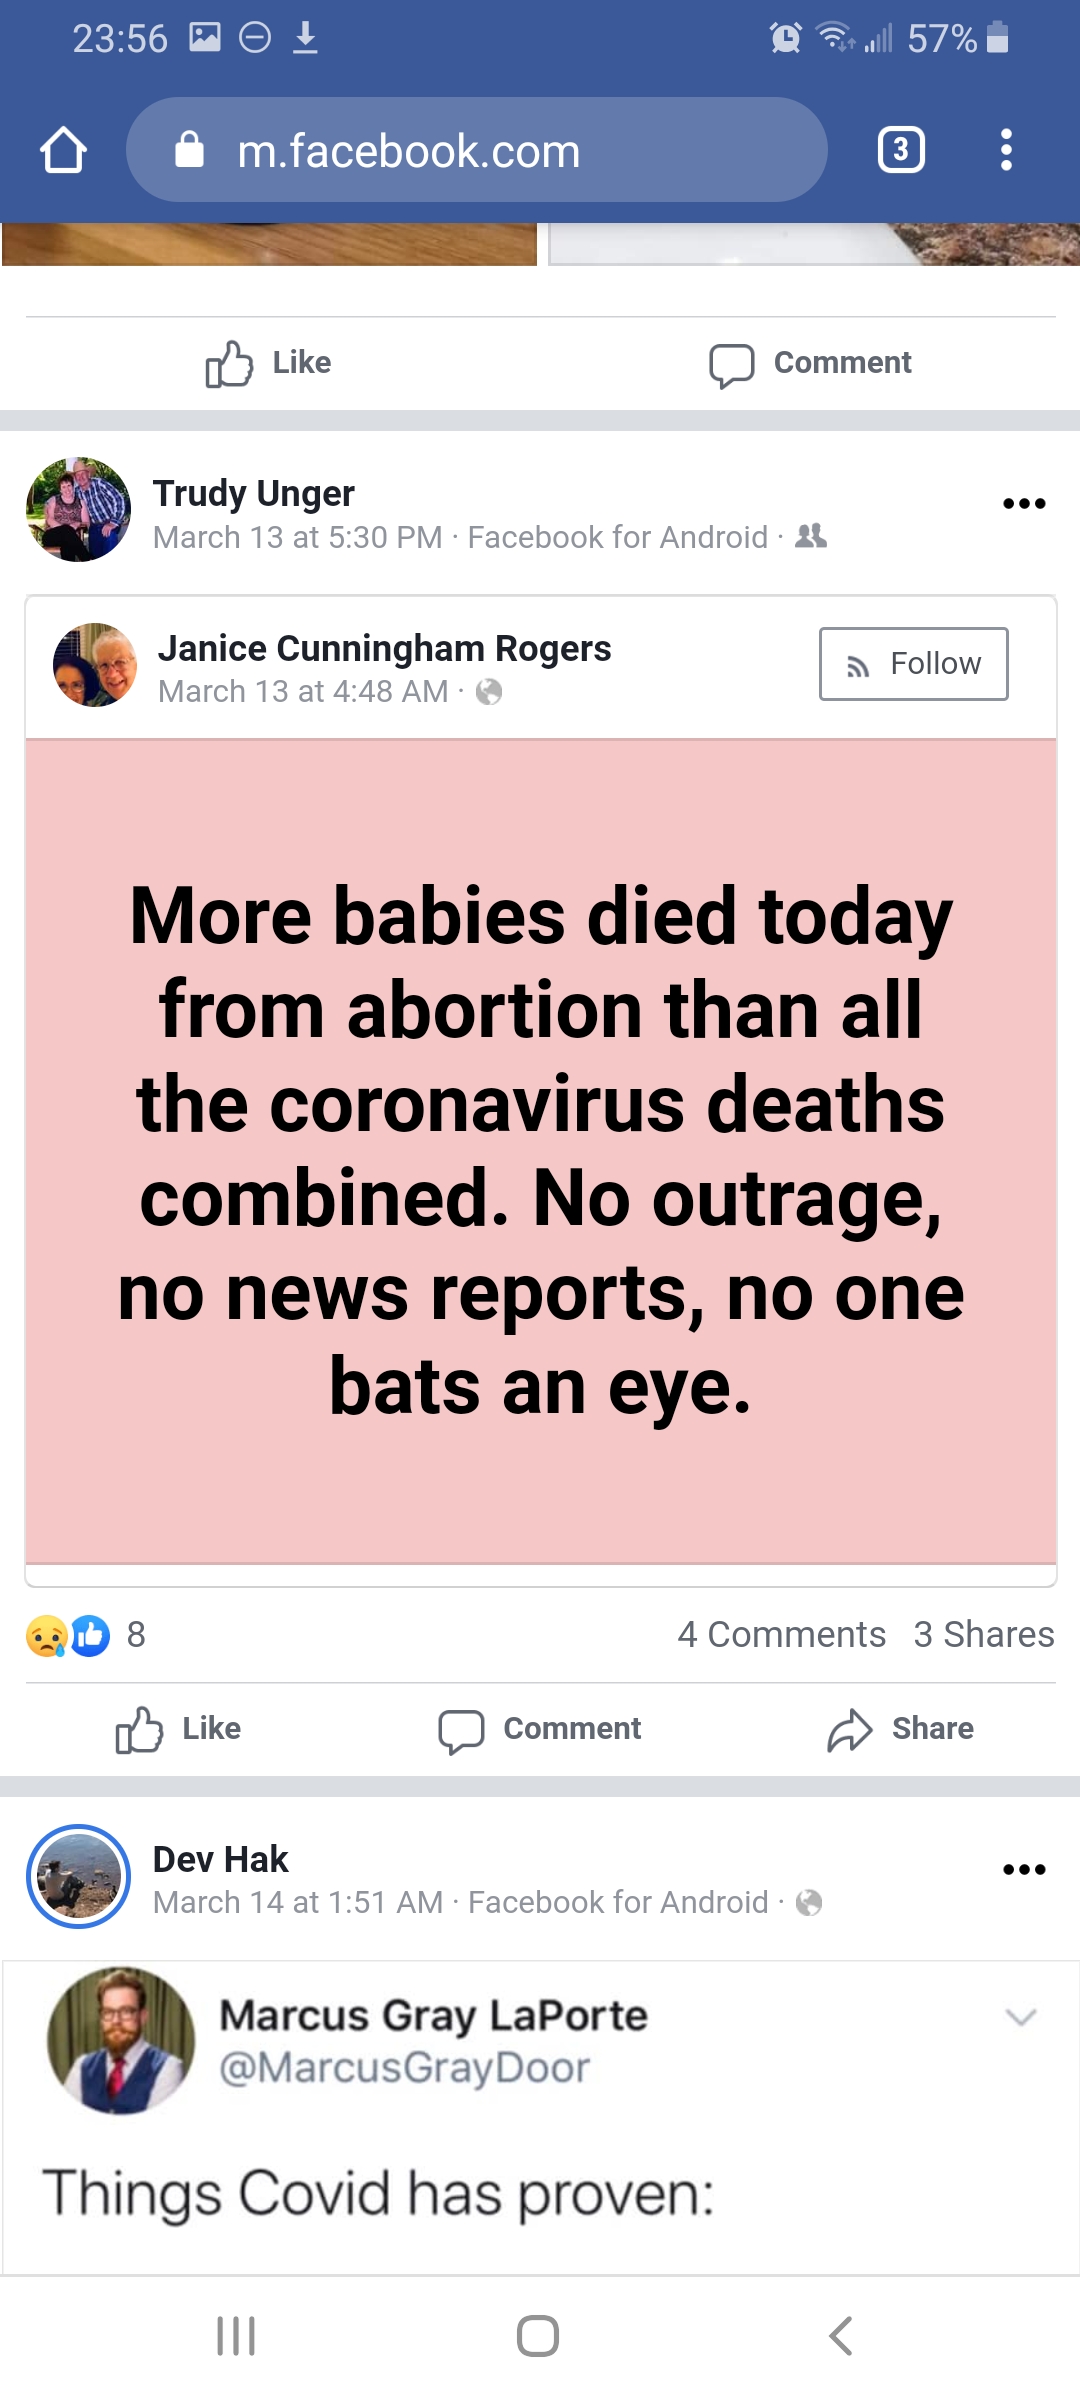 23:56 57%
m.facebook.com 3
Like Comment
Trudy Unger
March 13 at 5:30 PM · Facebook for Android ·
Janice Cunningham Rogers
March 13 at 4:48 AM ·
Follow
More babies died today
from abortion than all
the coronavirus deaths
combined. No outrage,
no news reports, no one
bats an eye.
8 4 Comments 3 Shares
Like Comment Share
Dev Hak
March 14 at 1:51 AM · Facebook for Android ·
Marcus Gray LaPorte
@MarcusGrayDoor
Things Covid has proven: